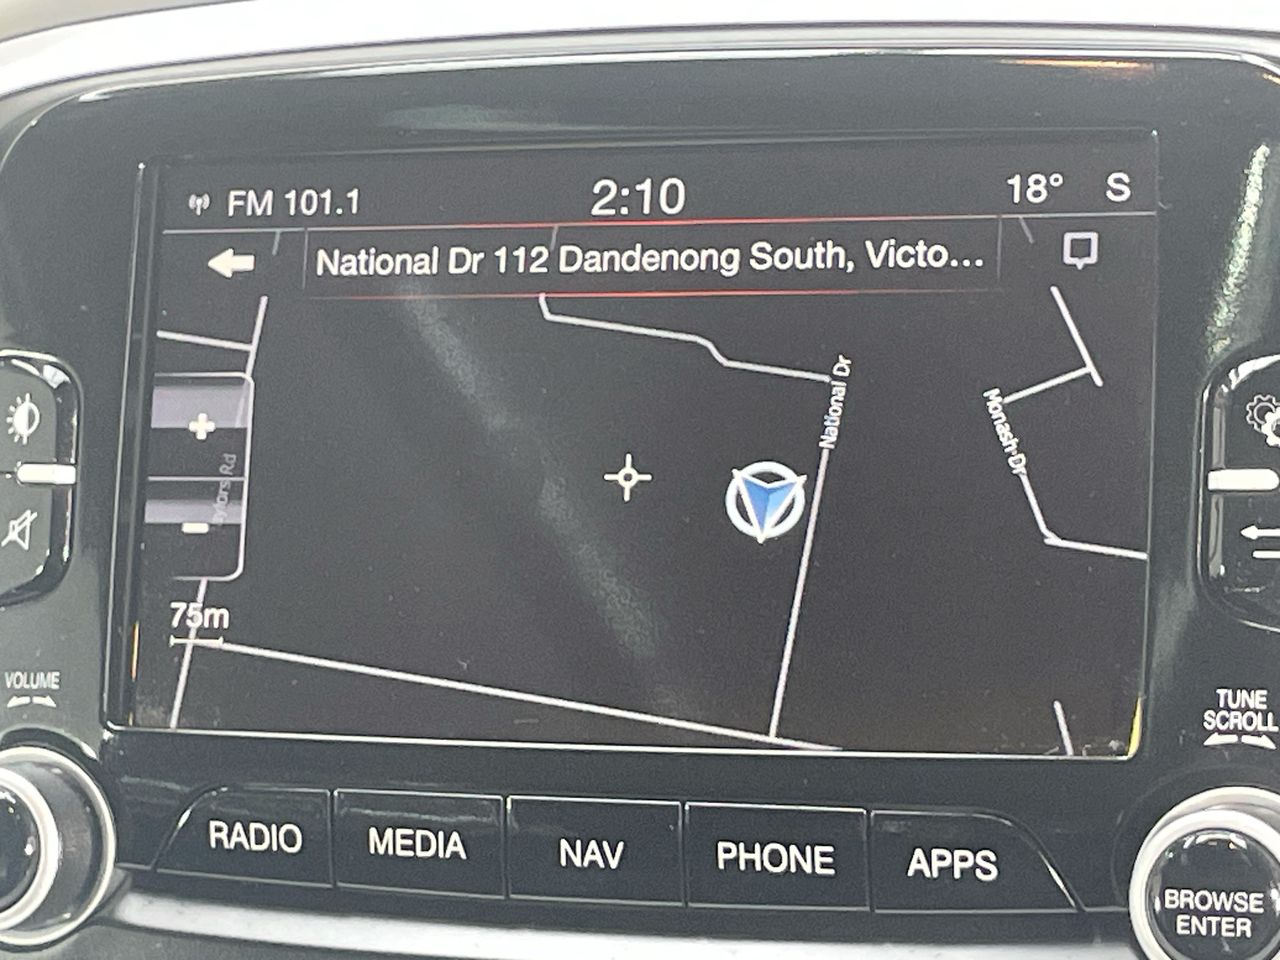 FM 101.1 2:10 18° S
National Dr 112 Dandenong South, Victo...
National Dr
Monash Dr
Rd
75m
VOLUME
TUNE
SCROLL
RADIO MEDIA NAV PHONE APPS
BROWSE
ENTER